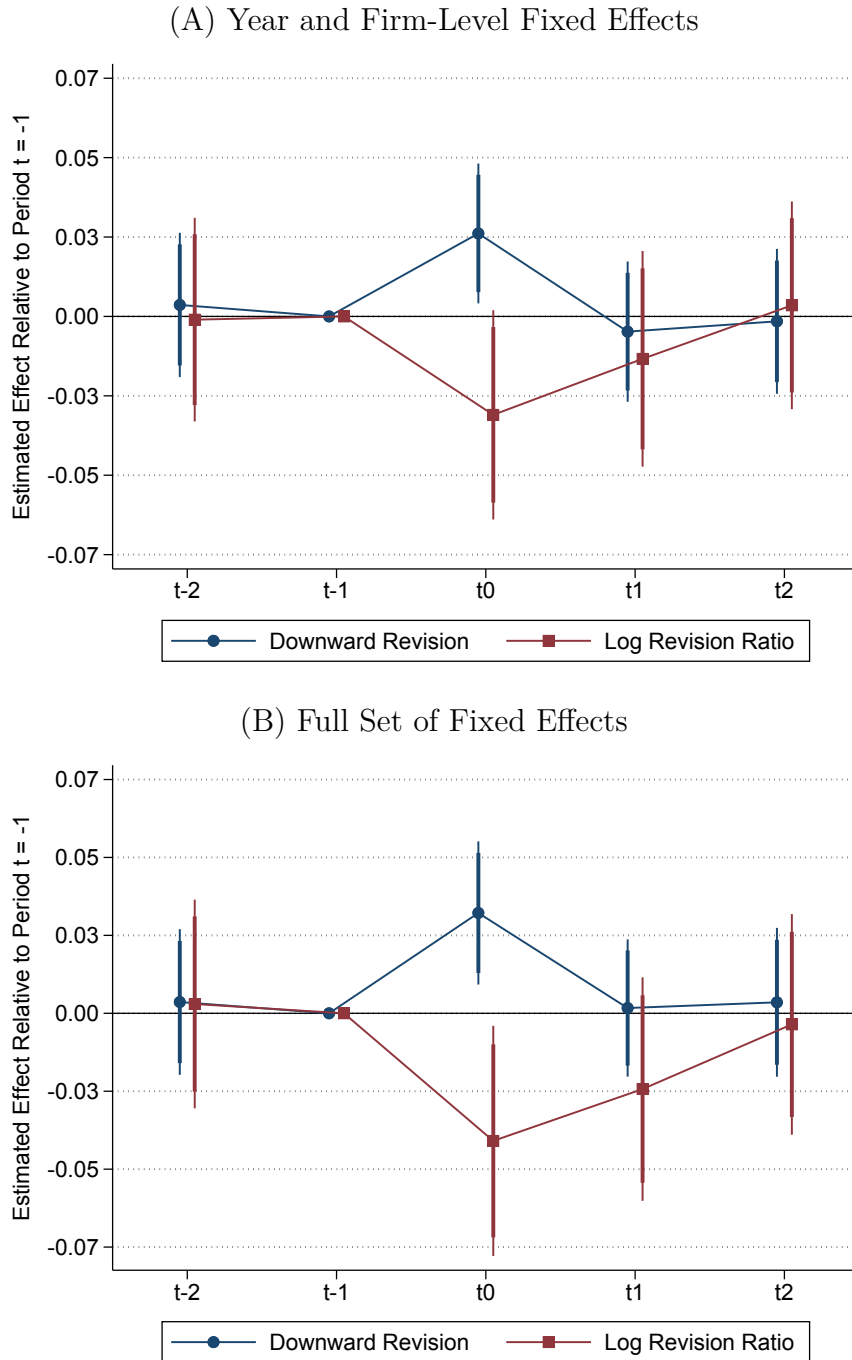 (A) Year and Firm-Level Fixed Effects
Estimated Effect Relative to Period t = -1
0.07
0.05
0.03
0.00
-0.03
-0.05
-0.07
t-2 t-1 t0 t1 t2
Downward Revision Log Revision Ratio
(B) Full Set of Fixed Effects
Estimated Effect Relative to Period t = -1
0.07
0.05
0.03
0.00
-0.03
-0.05
-0.07
t-2 t-1 t0 t1 t2
Downward Revision Log Revision Ratio